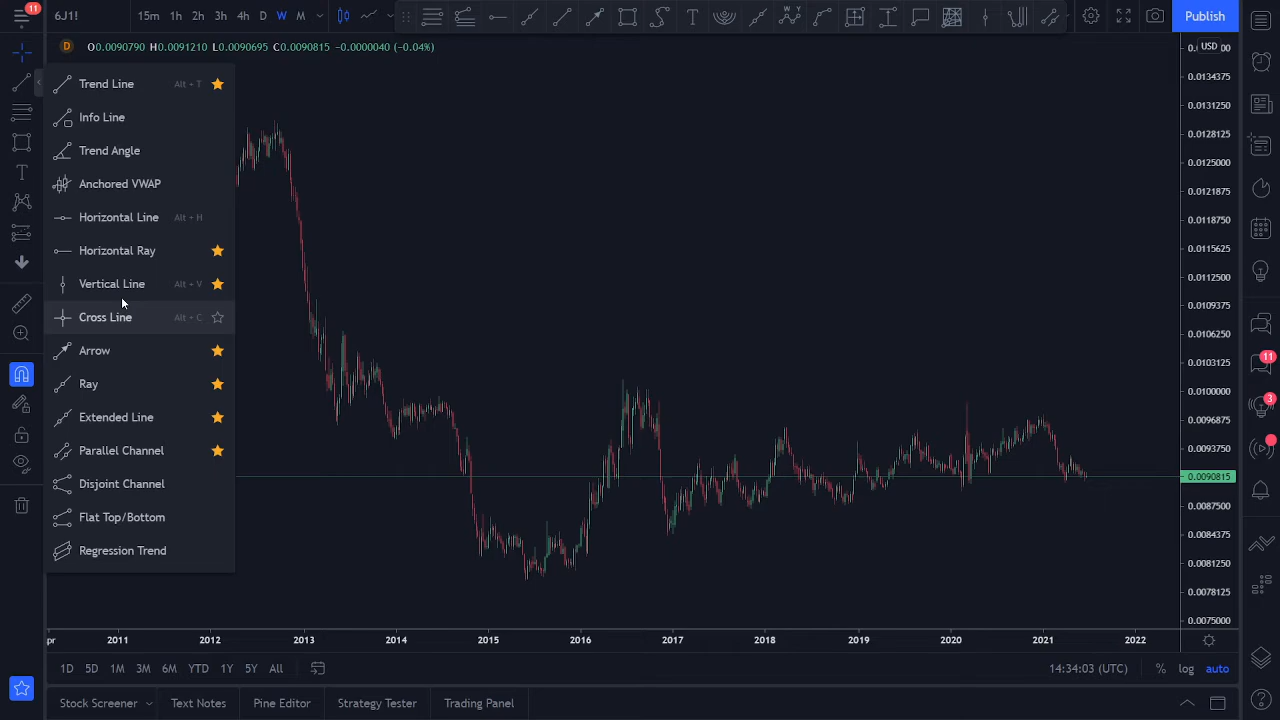 11
6J1!
15m 1h 2h 3h 4h D W M
Publish
D O0.0090790 H0.0091210 L0.0090695 C0.0090815 −0.0000040 (−0.04%)
USD
Trend Line Alt + T
Info Line
Trend Angle
Anchored VWAP
Horizontal Line Alt + H
Horizontal Ray
Vertical Line Alt + V
Cross Line Alt + C
Arrow
Ray
Extended Line
Parallel Channel
Disjoint Channel
Flat Top/Bottom
Regression Trend
0.0134375
0.0131250
0.0128125
0.0125000
0.0121875
0.0118750
0.0115625
0.0112500
0.0109375
0.0106250
0.0103125
0.0100000
0.0096875
0.0093750
0.0090815
0.0087500
0.0084375
0.0081250
0.0078125
0.0075000
11
3
pr 2011 2012 2013 2014 2015 2016 2017 2018 2019 2020 2021 2022
1D 5D 1M 3M 6M YTD 1Y 5Y All
14:34:03 (UTC) % log auto
Stock Screener Text Notes Pine Editor Strategy Tester Trading Panel